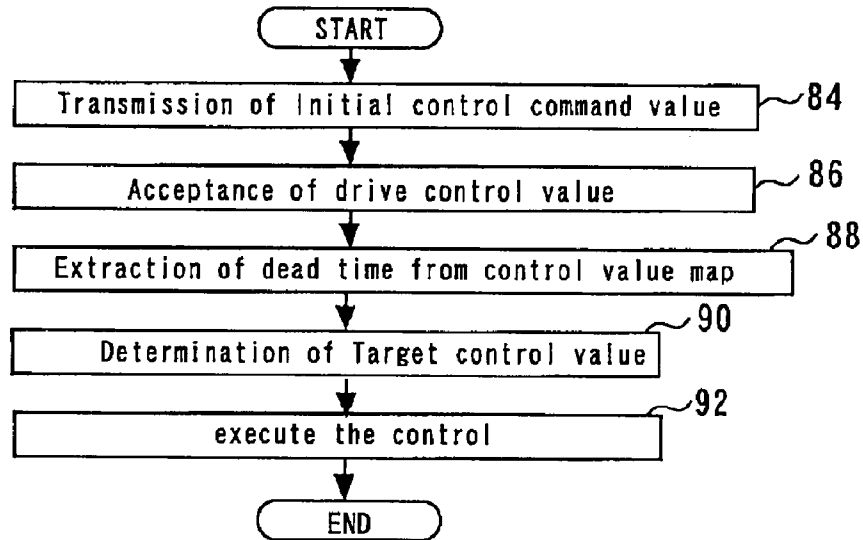 START
Transmission of Initial control command value
84
Acceptance of drive control value
86
Extraction of dead time from control value map
88
Determination of Target control value
90
execute the control
92
END